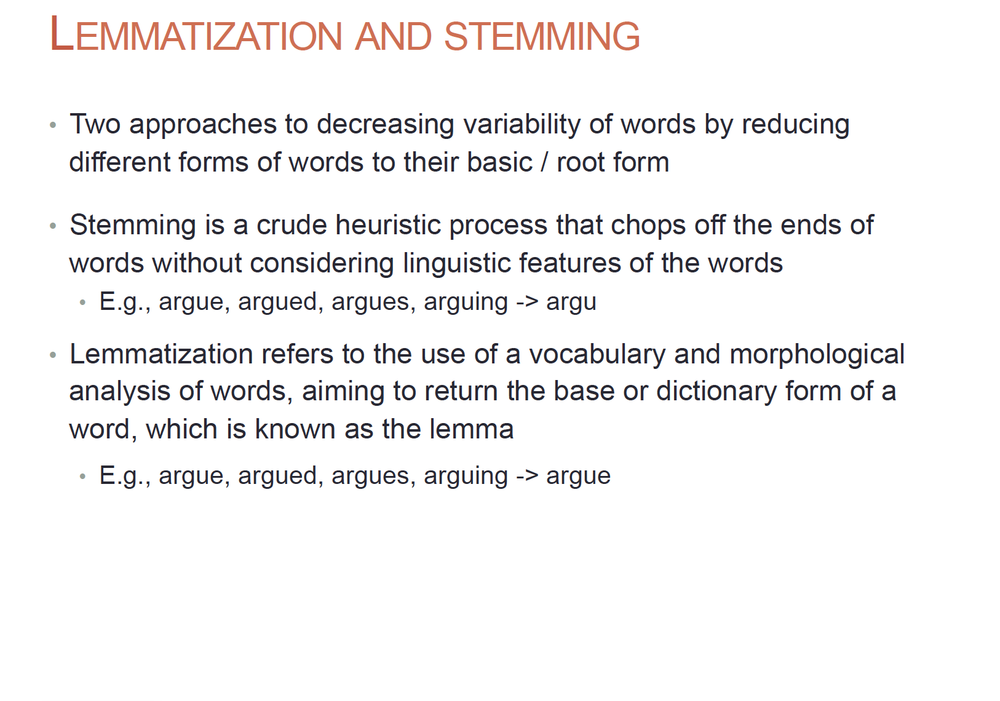 LEMMATIZATION AND STEMMING
• Two approaches to decreasing variability of words by reducing
different forms of words to their basic / root form
• Stemming is a crude heuristic process that chops off the ends of
words without considering linguistic features of the words
• E.g., argue, argued, argues, arguing -> argu
• Lemmatization refers to the use of a vocabulary and morphological
analysis of words, aiming to return the base or dictionary form of a
word, which is known as the lemma
• E.g., argue, argued, argues, arguing -> argue